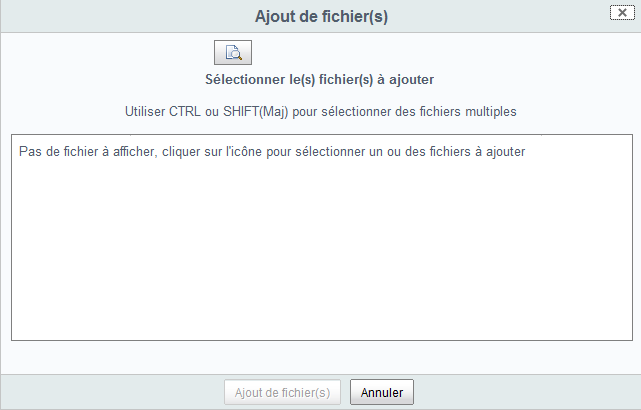 Ajout de fichier(s)
Sélectionner le(s) fichier(s) à ajouter
Utiliser CTRL ou SHIFT(Maj) pour sélectionner des fichiers multiples
Pas de fichier à afficher, cliquer sur l'icône pour sélectionner un ou des fichiers à ajouter
Ajout de fichier(s)
Annuler